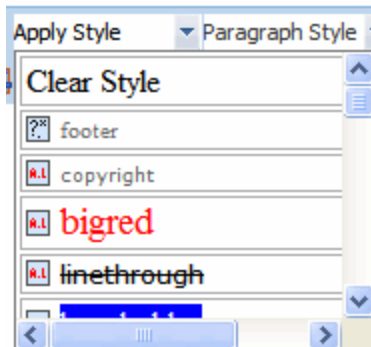 Apply Style Paragraph Style
Clear Style
footer
copyright
bigred
linethrough